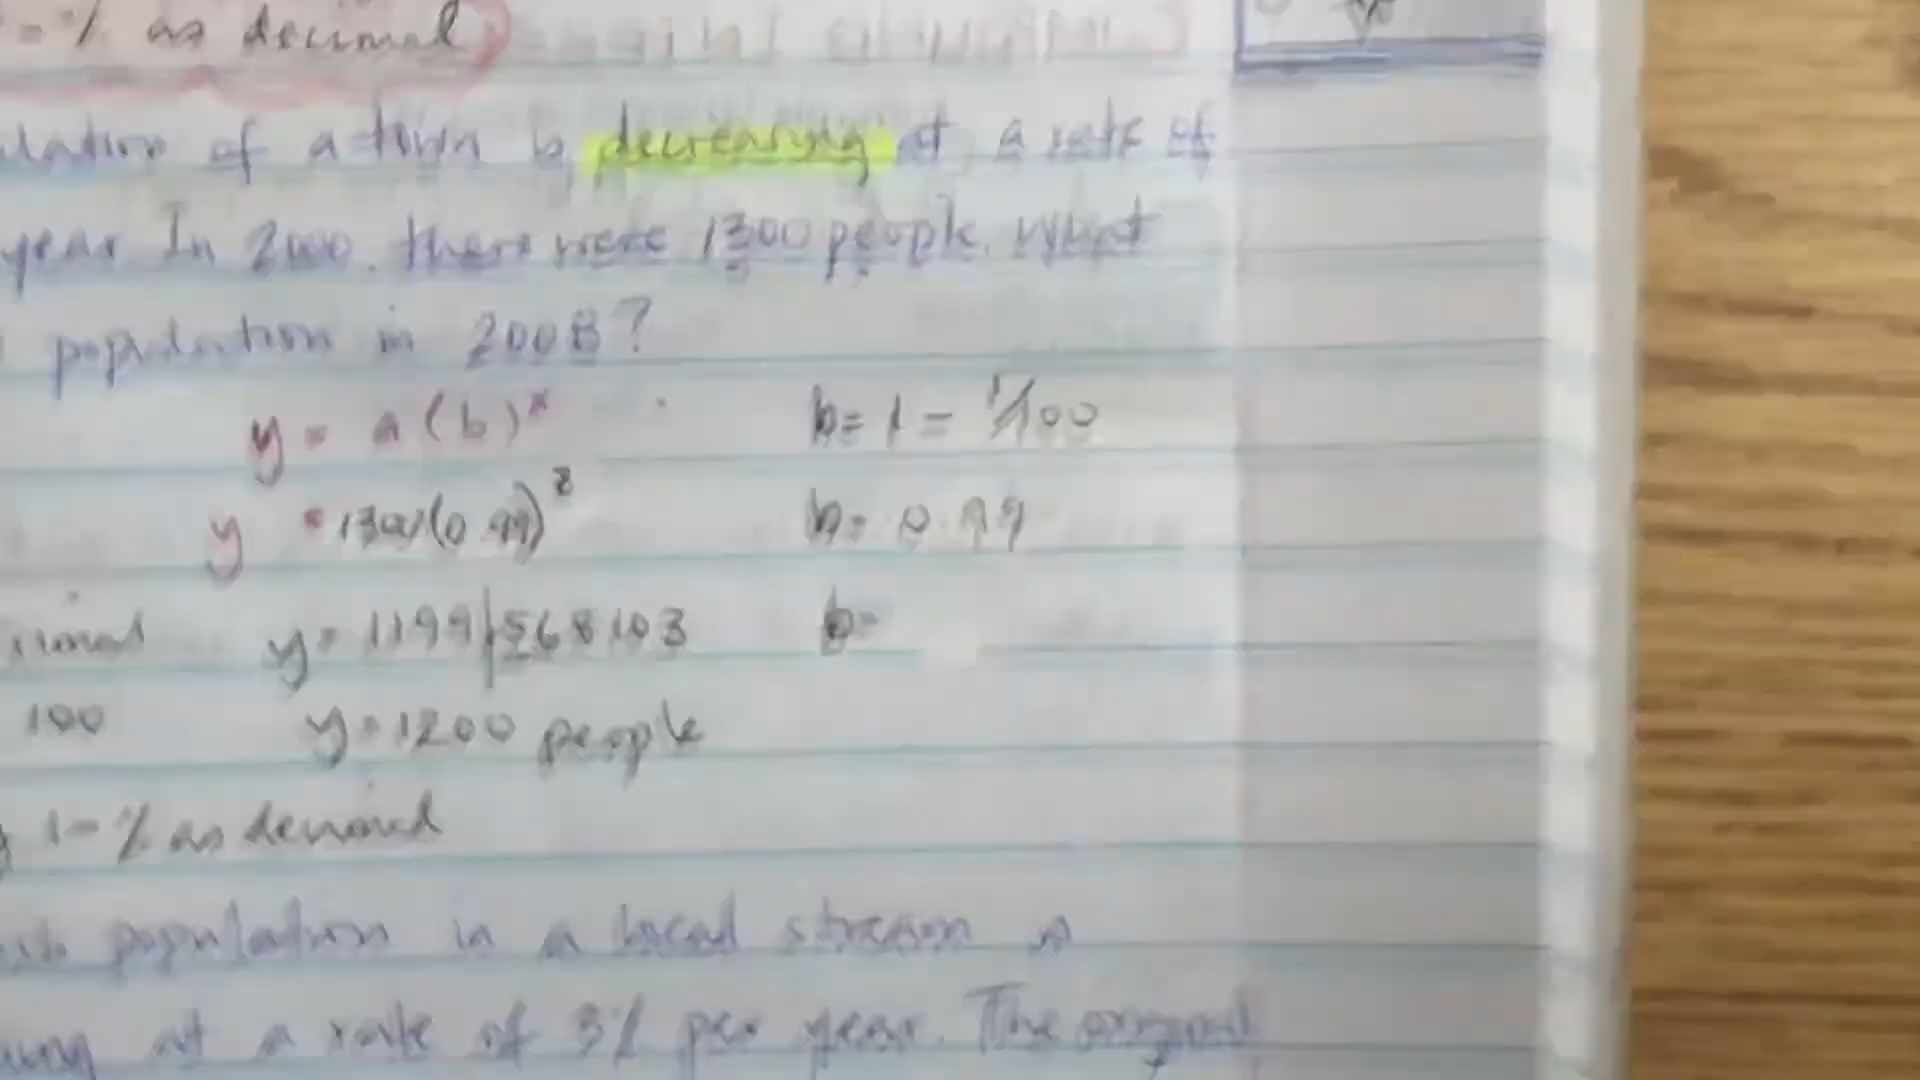 = % as decimal
ulation of a town is decreasing at a rate of
year. In 2000. there were 1300 people. What
population in 2008?
y = a(b)ˣ b= 1 = 1/100
y = 1300(0.99)⁸ b= 0.99
y= 1199|568103 b=
100 y=1200 people
1-% as decimal
population in a local stream is
at a rate of 3% per year. The original